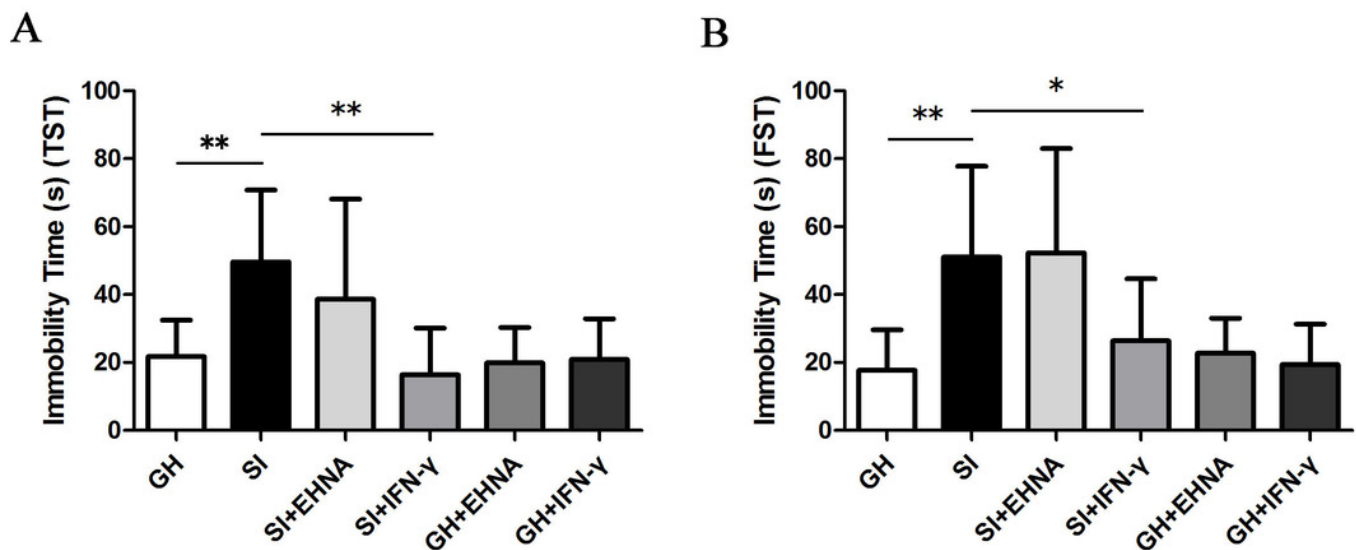 A
Immobility Time (s) (TST)
100
80
60
40
20
0
**
**
GH
SI
SI+EHNA
SI+IFN-γ
GH+EHNA
GH+IFN-γ
B
Immobility Time (s) (FST)
100
80
60
40
20
0
**
*
GH
SI
SI+EHNA
SI+IFN-γ
GH+EHNA
GH+IFN-γ